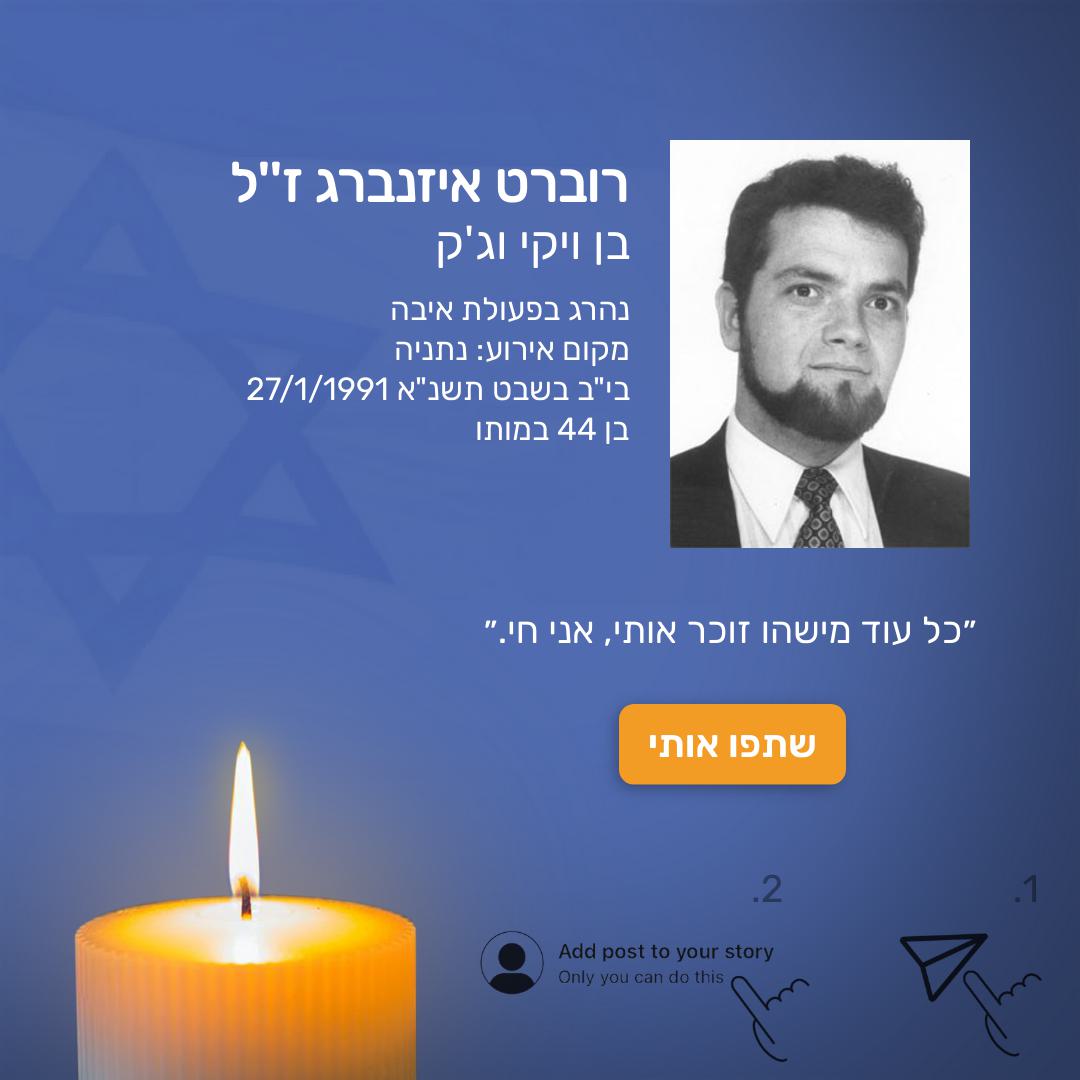 רוברט איזנברג ז"ל
בן ויקי וג'ק
נהרג בפעולת איבה
מקום אירוע: נתניה
בי"ב בשבט תשנ"א 27/1/1991
בן 44 במותו
״כל עוד מישהו זוכר אותי, אני חי.״
שתפו אותי
.1
.2
Add post to your story
Only you can do this